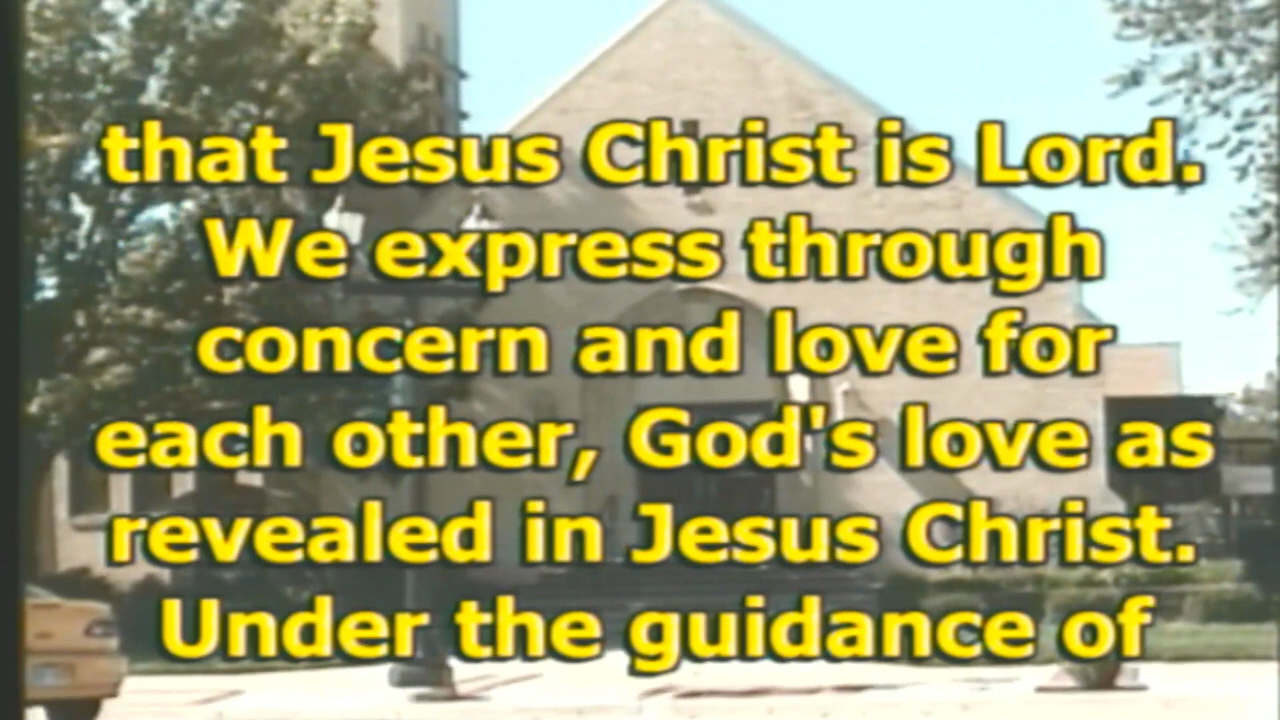 that Jesus Christ is Lord.
We express through
concern and love for
each other, God's love as
revealed in Jesus Christ.
Under the guidance of